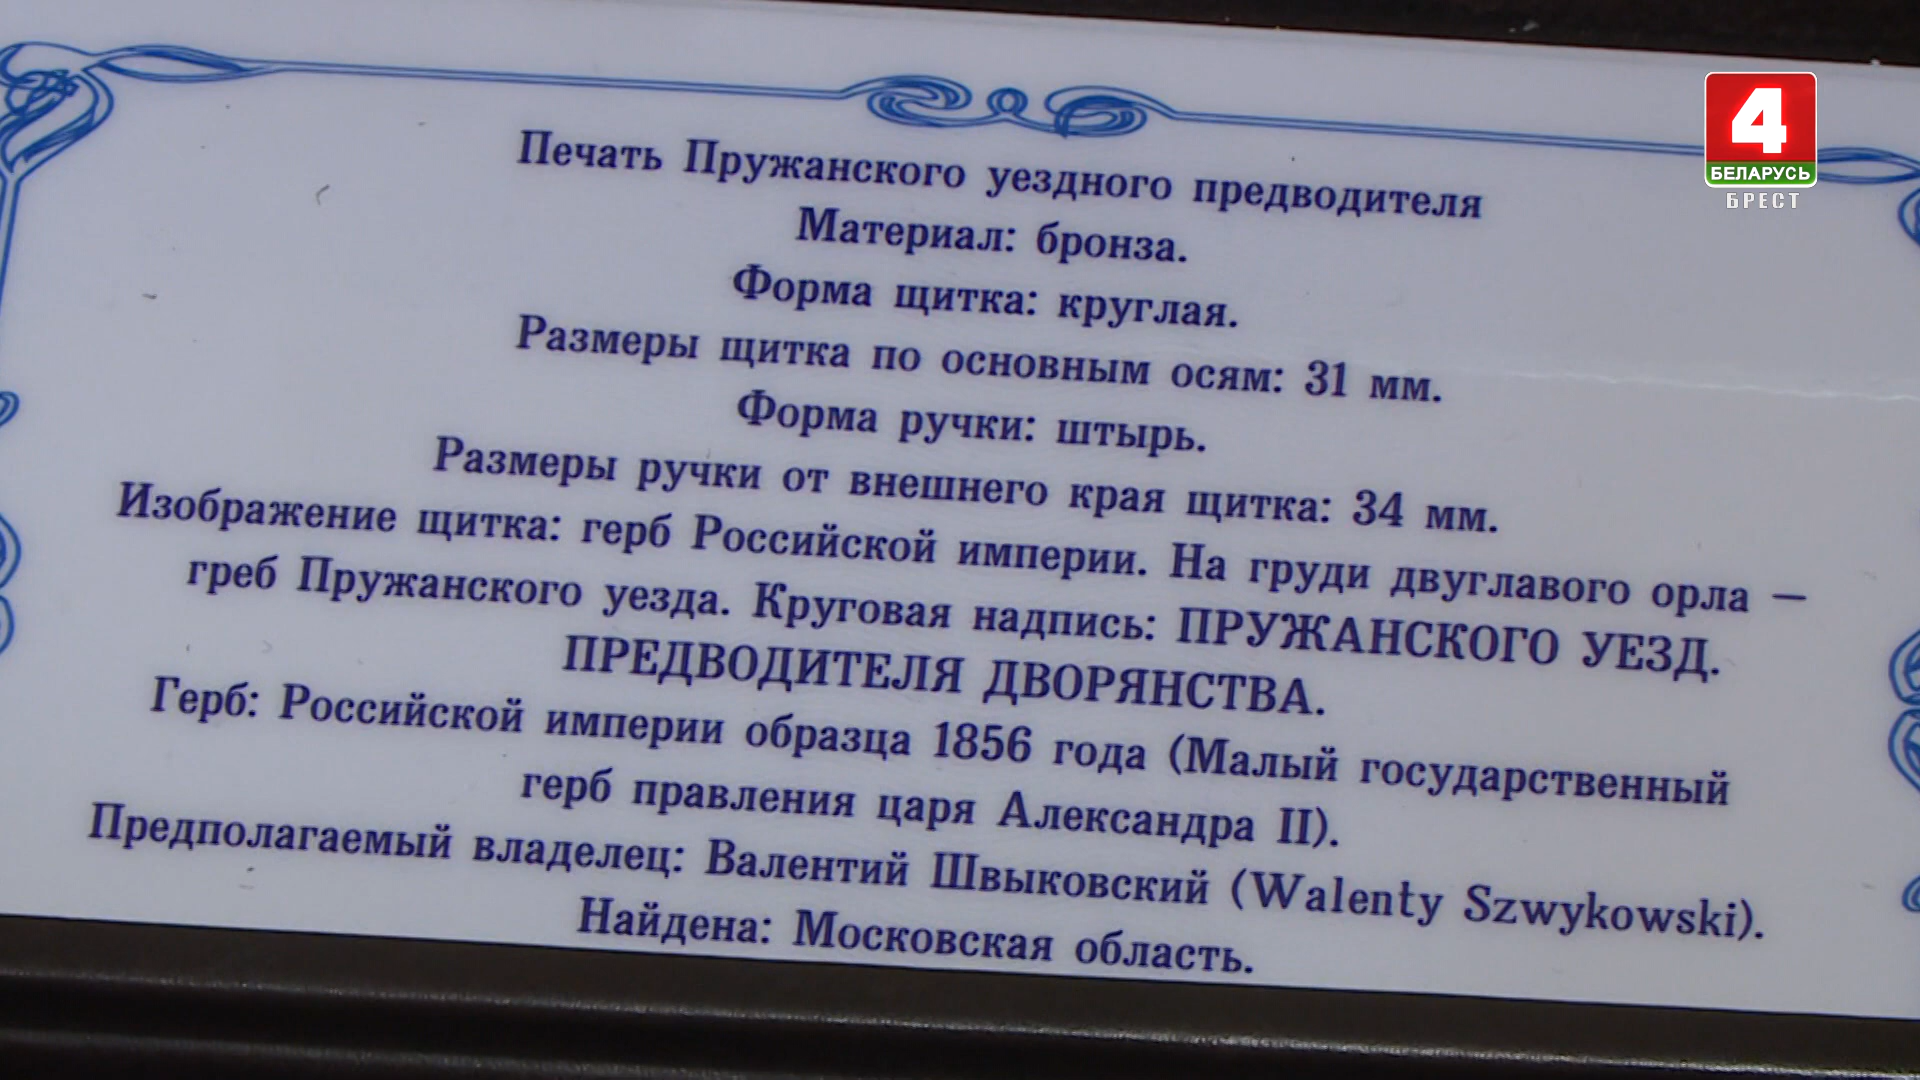 Печать Пружанского уездного предводителя
Материал: бронза.
Форма щитка: круглая.
Размеры щитка по основным осям: 31 мм.
Форма ручки: штырь.
Размеры ручки от внешнего края щитка: 34 мм.
Изображение щитка: герб Российской империи. На груди двуглавого орла —
греб Пружанского уезда. Круговая надпись: ПРУЖАНСКОГО УЕЗД.
ПРЕДВОДИТЕЛЯ ДВОРЯНСТВА.
Герб: Российской империи образца 1856 года (Малый государственный
герб правления царя Александра II).
Предполагаемый владелец: Валентий Швыковский (Walenty Szwykowski).
Найдена: Московская область.
4
БЕЛАРУСЬ
БРЕСТ